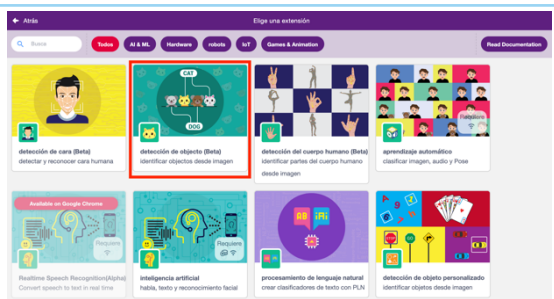 ← Atrás
Elige una extensión
Busca
Todos
AI & ML
Hardware
robots
IoT
Games & Animation
Read Documentation
CAT
DOG
Requiere
detección de cara (Beta)
detectar y reconocer cara humana
detección de objecto (Beta)
identificar objectos desde imagen
detección del cuerpo humano (Beta)
identificar partes del cuerpo humano
desde imagen
aprendizaje automático
clasificar imagen, audio y Pose
Available on Google Chrome
Requiere
Requiere
AB
Realtime Speech Recognition(Alpha)
Convert speech to text in real time
inteligencia artificial
habla, texto y reconocimiento facial
procesamiento de lenguaje natural
crear clasificadores de texto con PLN
detección de objeto personalizado
identificar objetos desde imagen